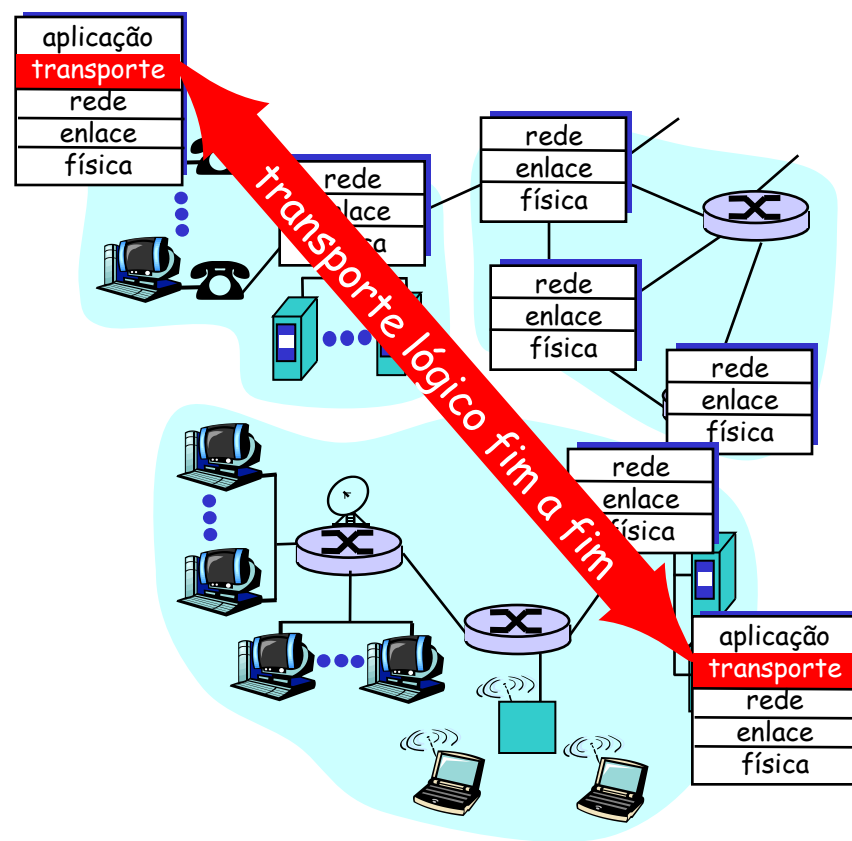 aplicação
transporte
rede
enlace
física
rede
física
rede
enlace
física
rede
enlace
física
rede
enlace
física
transporte lógico fim a fim
rede
enlace
física
aplicação
transporte
rede
enlace
física